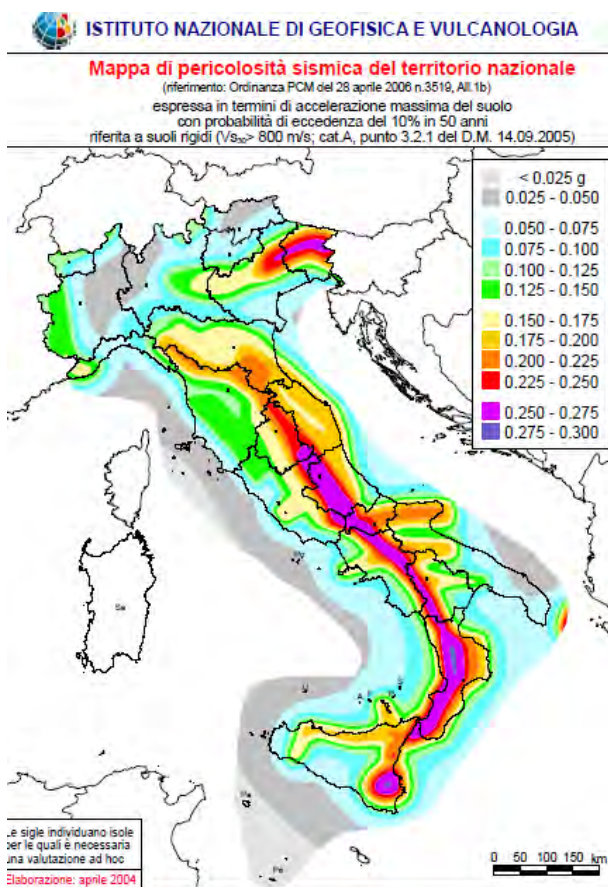 ISTITUTO NAZIONALE DI GEOFISICA E VULCANOLOGIA
Mappa di pericolosità sismica del territorio nazionale
(riferimento: Ordinanza PCM del 28 aprile 2006 n.3519, All.1b)
espressa in termini di accelerazione massima del suolo
con probabilità di eccedenza del 10% in 50 anni
riferita a suoli rigidi (Vs₃₀> 800 m/s; cat.A, punto 3.2.1 del D.M. 14.09.2005)
< 0.025 g
0.025 - 0.050
0.050 - 0.075
0.075 - 0.100
0.100 - 0.125
0.125 - 0.150
0.150 - 0.175
0.175 - 0.200
0.200 - 0.225
0.225 - 0.250
0.250 - 0.275
0.275 - 0.300
Sa
U
A
Pa
Pe
Le sigle individuano isole
per le quali è necessaria
una valutazione ad hoc
Elaborazione: aprile 2004
0 50 100 150 km